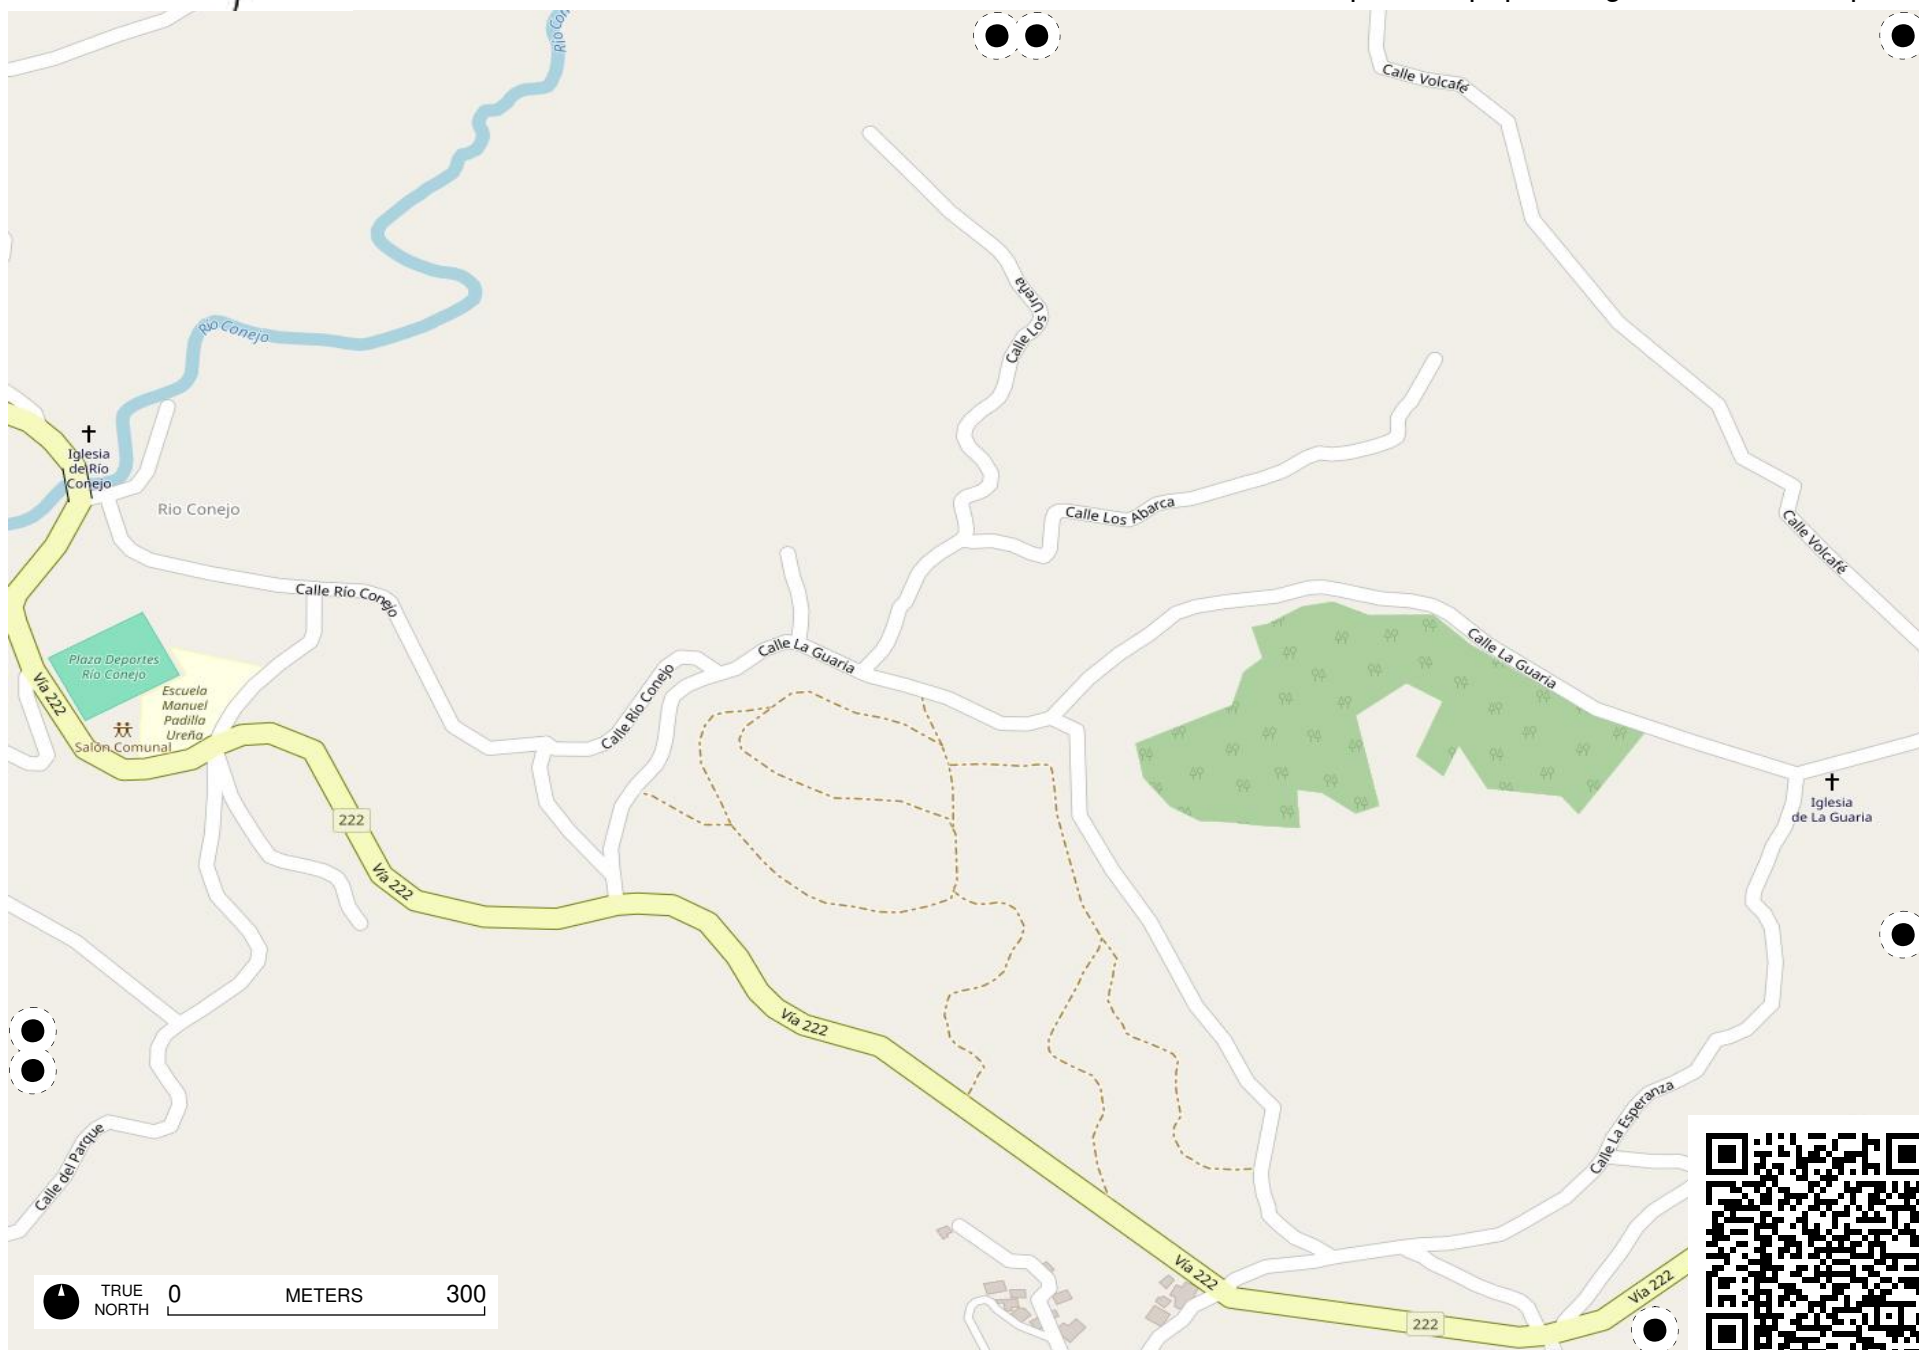 Río Con
Calle Volcafé
Calle Los Ureña
Río Conejo
Iglesia
de Río
Conejo
Rio Conejo
Calle Los Abarca
Calle Volcafé
Calle Río Conejo
Calle La Guaria
Calle La Guaria
Plaza Deportes
Río Conejo
Escuela
Manuel
Padilla
Ureña
Vía 222
Salón Comunal
Calle Río Conejo
Iglesia
de La Guaria
222
Vía 222
Vía 222
Calle del Parque
Calle La Esperanza
Vía 222
Vía 222
222
TRUE
NORTH
0 METERS 300